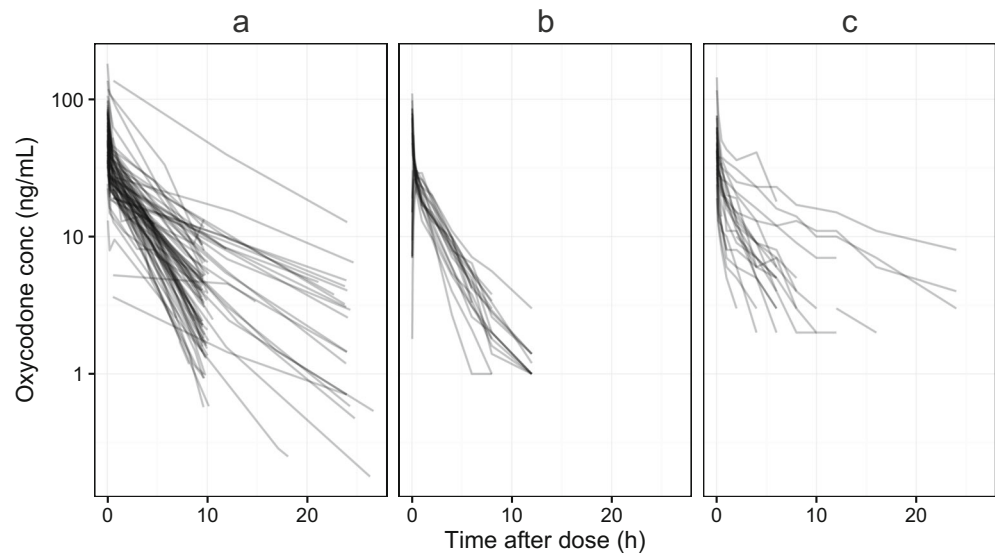 a b c
Oxycodone conc (ng/mL)
100
10
1
0 10 20 0 10 20 0 10 20
Time after dose (h)